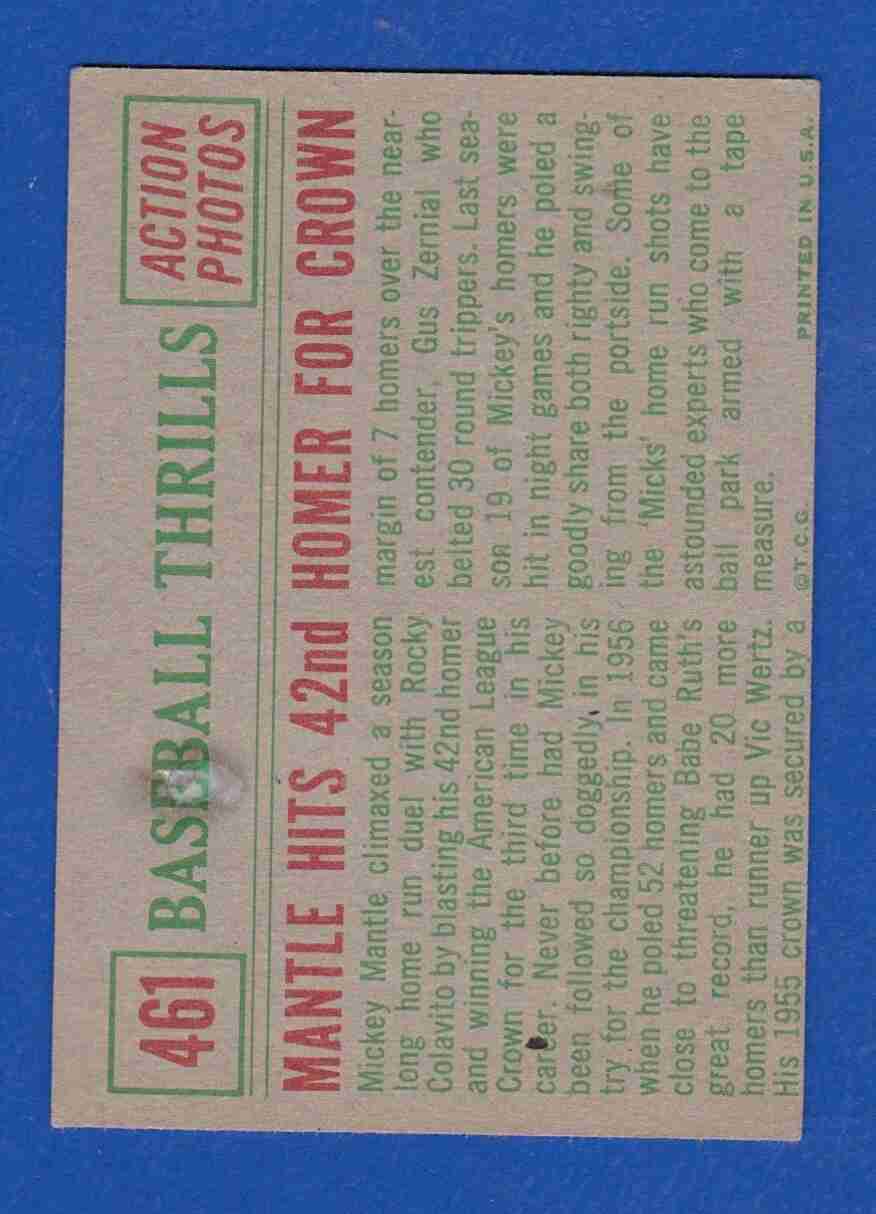 461
BASEBALL THRILLS
ACTION
PHOTOS
MANTLE HITS 42nd HOMER FOR CROWN
Mickey Mantle climaxed a season
long home run duel with Rocky
Colavito by blasting his 42nd homer
and winning the American League
Crown for the third time in his
career. Never before had Mickey
been followed so doggedly, in his
try for the championship. In 1956
when he poled 52 homers and came
close to threatening Babe Ruth's
great record, he had 20 more
homers than runner up Vic Wertz.
His 1955 crown was secured by a
margin of 7 homers over the near-
est contender, Gus Zernial who
belted 30 round trippers. Last sea-
son 19 of Mickey's homers were
hit in night games and he poled a
goodly share both righty and swing-
ing from the portside. Some of
the 'Micks' home run shots have
astounded experts who come to the
ball park armed with a tape
measure.
©T.C.G. PRINTED IN U.S.A.